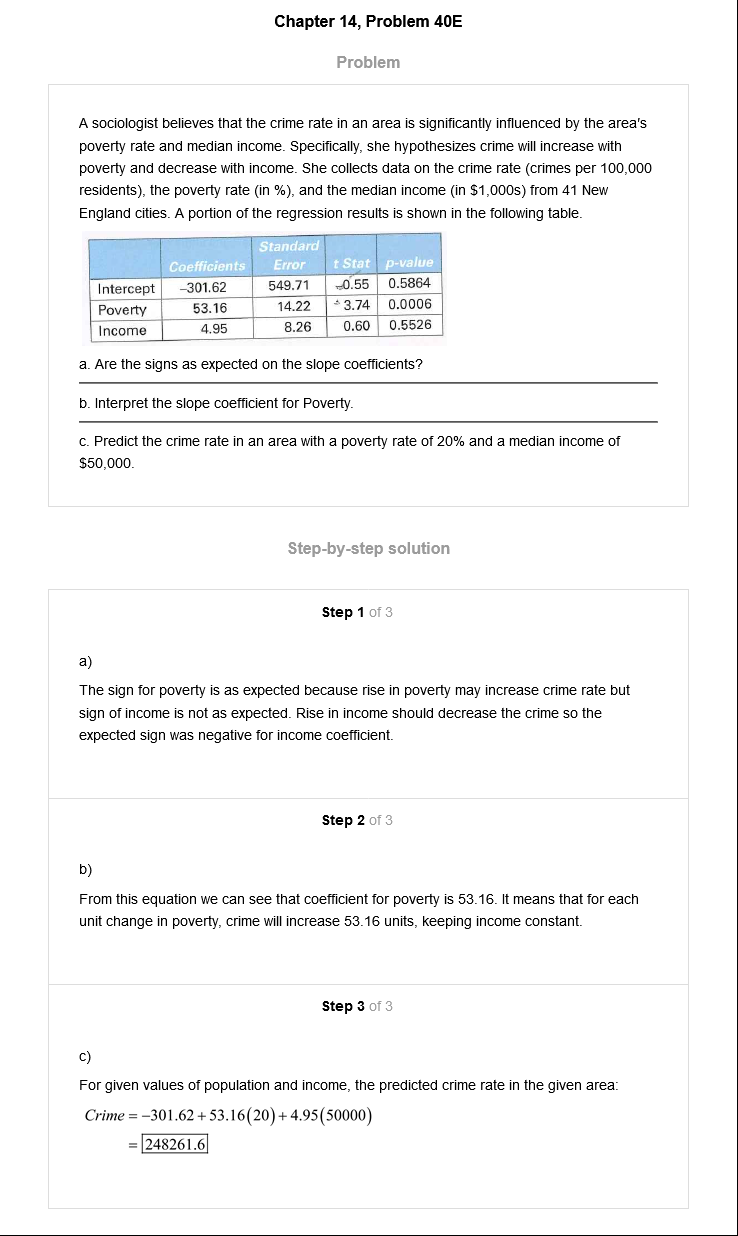 Chapter 14, Problem 40E
Problem
A sociologist believes that the crime rate in an area is significantly influenced by the area's
poverty rate and median income. Specifically, she hypothesizes crime will increase with
poverty and decrease with income. She collects data on the crime rate (crimes per 100,000
residents), the poverty rate (in %), and the median income (in $1,000s) from 41 New
England cities. A portion of the regression results is shown in the following table.
Coefficients Standard Error t Stat p-value
Intercept –301.62 549.71 –0.55 0.5864
Poverty 53.16 14.22 3.74 0.0006
Income 4.95 8.26 0.60 0.5526
a. Are the signs as expected on the slope coefficients?
b. Interpret the slope coefficient for Poverty.
c. Predict the crime rate in an area with a poverty rate of 20% and a median income of
$50,000.
Step-by-step solution
Step 1 of 3
a)
The sign for poverty is as expected because rise in poverty may increase crime rate but
sign of income is not as expected. Rise in income should decrease the crime so the
expected sign was negative for income coefficient.
Step 2 of 3
b)
From this equation we can see that coefficient for poverty is 53.16. It means that for each
unit change in poverty, crime will increase 53.16 units, keeping income constant.
Step 3 of 3
c)
For given values of population and income, the predicted crime rate in the given area:
Crime = −301.62 + 53.16(20) + 4.95(50000)
= 248261.6